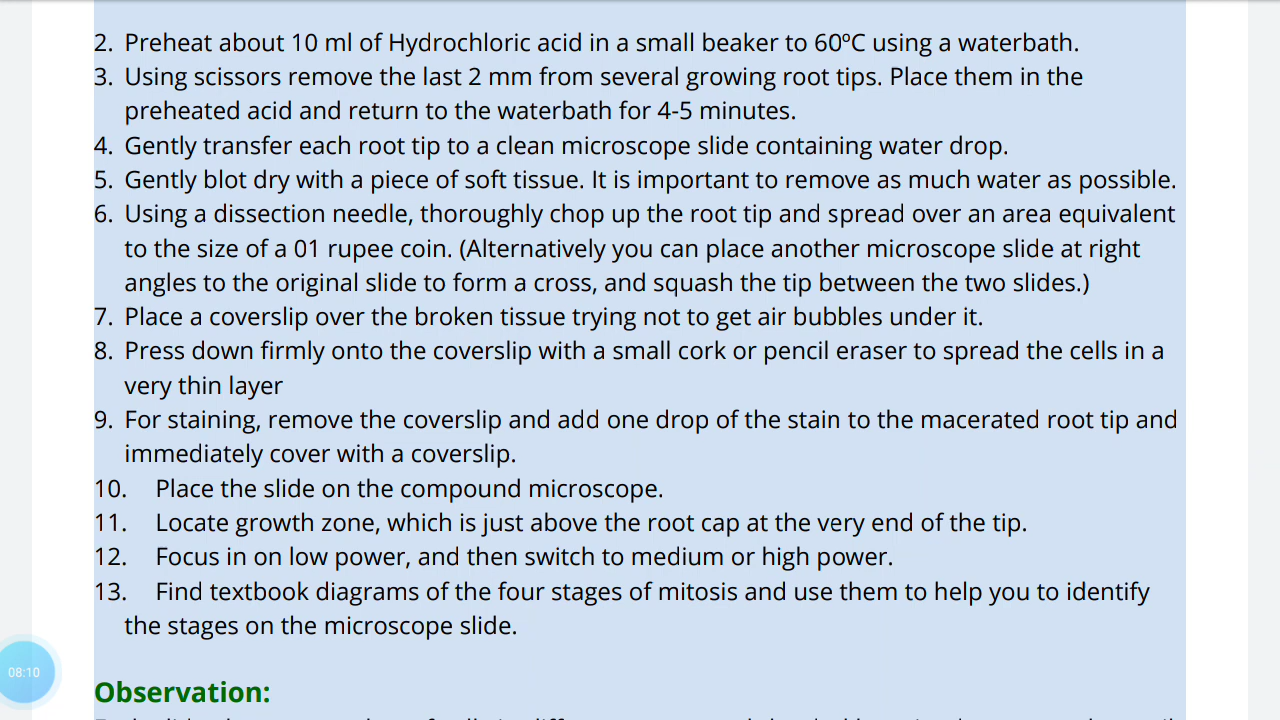 2. Preheat about 10 ml of Hydrochloric acid in a small beaker to 60ºC using a waterbath.
3. Using scissors remove the last 2 mm from several growing root tips. Place them in the
preheated acid and return to the waterbath for 4-5 minutes.
4. Gently transfer each root tip to a clean microscope slide containing water drop.
5. Gently blot dry with a piece of soft tissue. It is important to remove as much water as possible.
6. Using a dissection needle, thoroughly chop up the root tip and spread over an area equivalent
to the size of a 01 rupee coin. (Alternatively you can place another microscope slide at right
angles to the original slide to form a cross, and squash the tip between the two slides.)
7. Place a coverslip over the broken tissue trying not to get air bubbles under it.
8. Press down firmly onto the coverslip with a small cork or pencil eraser to spread the cells in a
very thin layer
9. For staining, remove the coverslip and add one drop of the stain to the macerated root tip and
immediately cover with a coverslip.
10. Place the slide on the compound microscope.
11. Locate growth zone, which is just above the root cap at the very end of the tip.
12. Focus in on low power, and then switch to medium or high power.
13. Find textbook diagrams of the four stages of mitosis and use them to help you to identify
the stages on the microscope slide.
08:10
Observation: